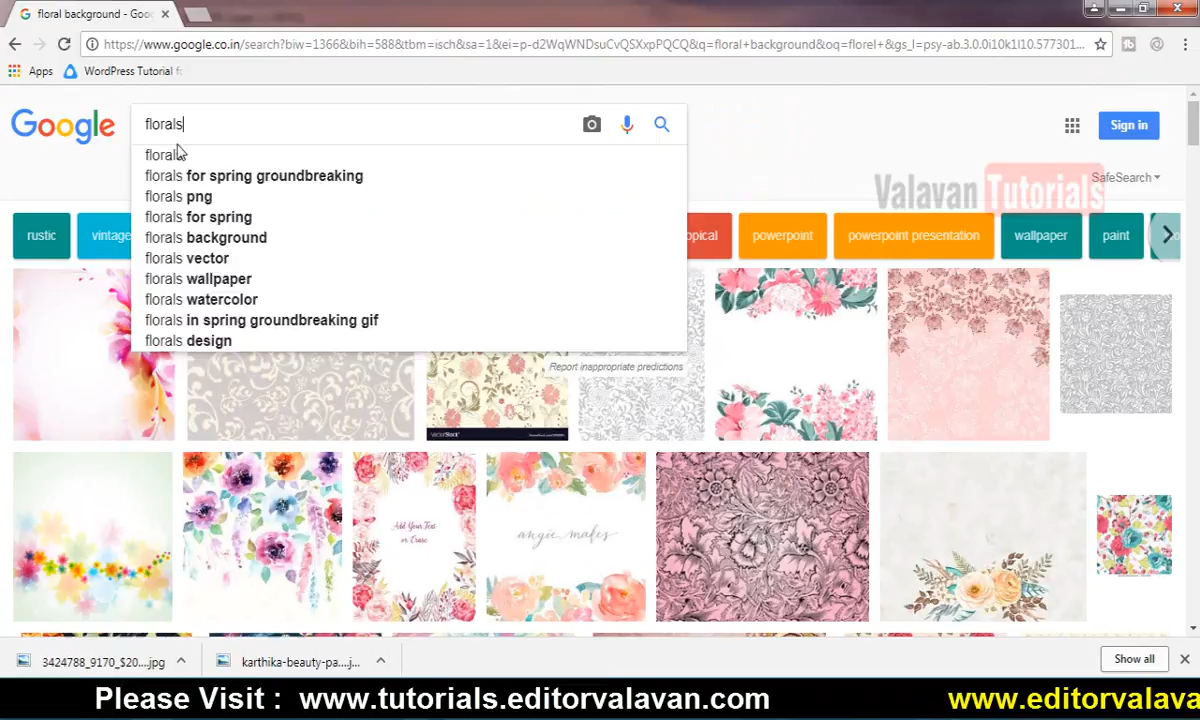 floral background - Goo
https://www.google.co.in/search?biw=1366&bih=588&tbm=isch&sa=1&ei=p-d2WqWNDsuCvQSXxpPQCQ&q=floral+background&oq=florel+&gs_l=psy-ab.3.0.0i10k1l10.577301...
Apps WordPress Tutorial fo
Google
florals
Sign in
florals
florals for spring groundbreaking
SafeSearch
Valavan Tutorials
florals png
florals for spring
rustic vintage tropical powerpoint powerpoint presentation wallpaper paint
florals background
florals vector
florals wallpaper
florals watercolor
florals in spring groundbreaking gif
florals design
Report inappropriate predictions
VectorStock
Add Your Text
or Erase
angie makes
3424788_9170_$20....jpg karthika-beauty-pa....j... Show all
Please Visit : www.tutorials.editorvalavan.com www.editorvalava